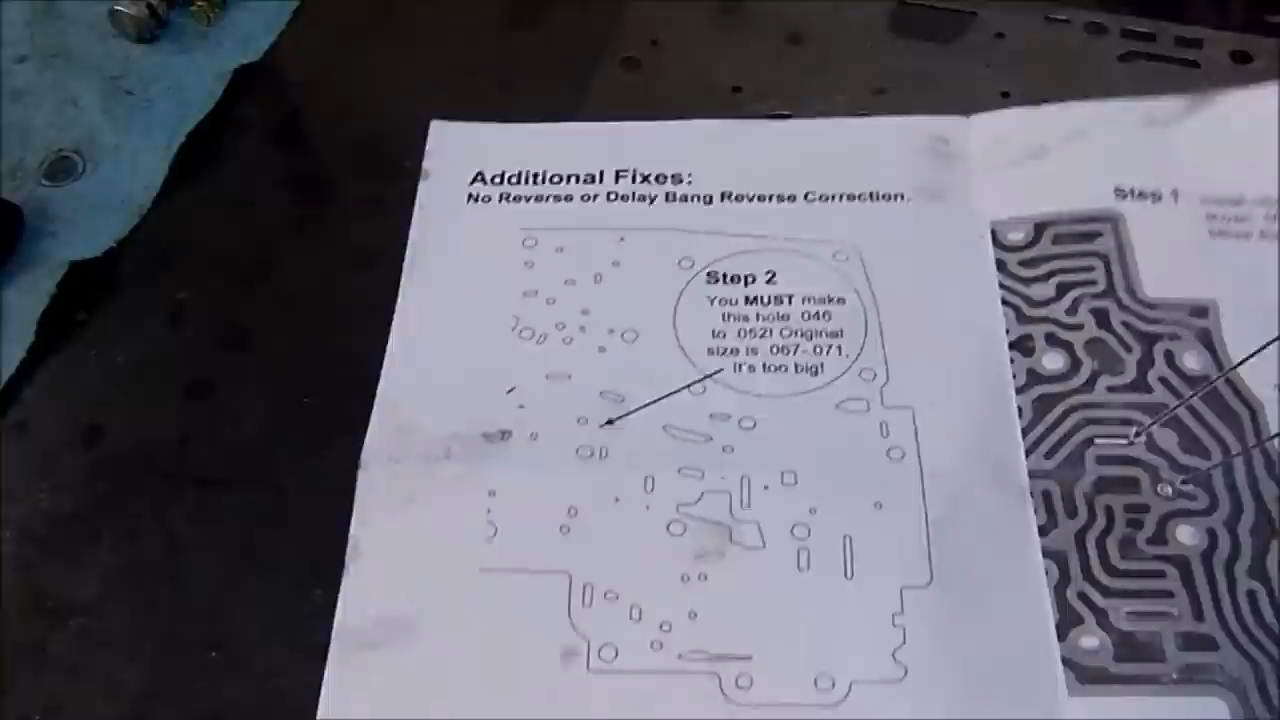 Additional Fixes:
No Reverse or Delay Bang Reverse Correction.
Step 2
You MUST make
this hole .046
to .052! Original
size is .067-.071,
it's too big!
Step 1